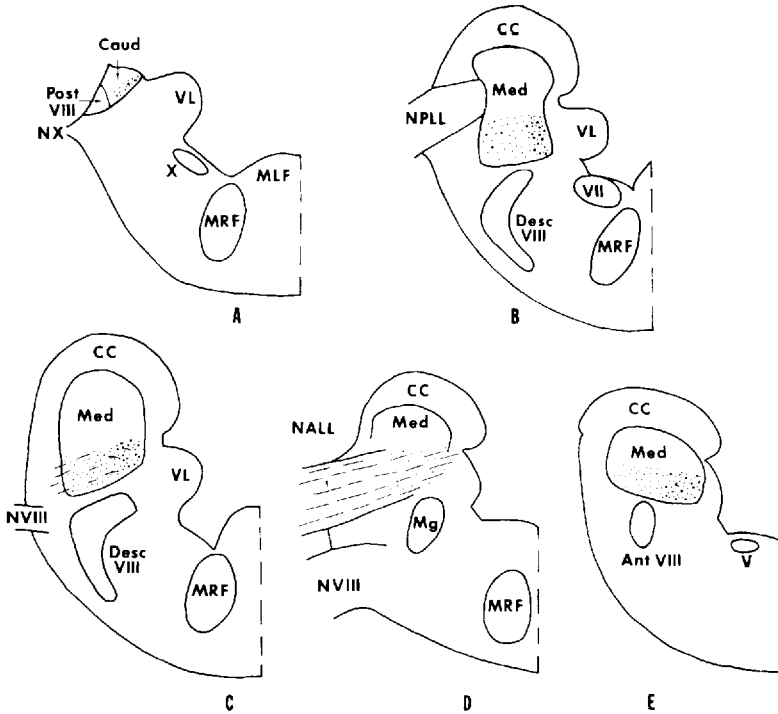 Caud
Post
VIII
VL
NX
X
MLF
MRF
A
CC
Med
NPLL
VL
VII
Desc
VIII
MRF
B
CC
Med
VL
NVIII
Desc
VIII
MRF
C
CC
NALL
Med
Mg
NVIII
MRF
D
CC
Med
Ant VIII
V
E